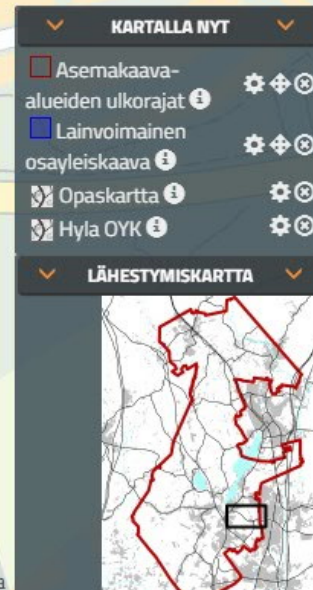 KARTALLA NYT
Asemakaava-
alueiden ulkorajat
Lainvoimainen
osayleiskaava
Opaskartta
Hyla OYK
LÄHESTYMISKARTTA
a